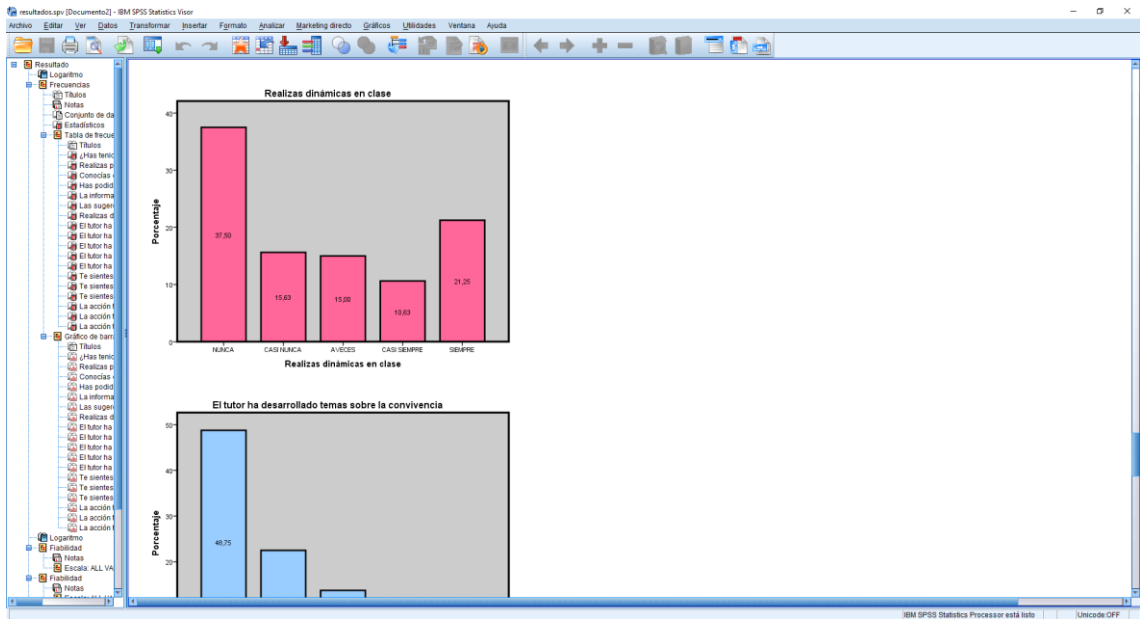 resultados.spv [Documento2] - IBM SPSS Statistics Visor
Archivo Editar Ver Datos Transformar Insertar Formato Analizar Marketing directo Gráficos Utilidades Ventana Ayuda
Resultado
Logaritmo
Frecuencias
Títulos
Notas
Conjunto de da
Estadísticos
Tabla de frecue
Títulos
¿Has tenic
Realizas p
Conocías
Has podid
La informa
Las suger
Realizas d
El tutor ha
El tutor ha
El tutor ha
El tutor ha
El tutor ha
Te sientes
Te sientes
Te sientes
La acción t
La acción t
La acción t
Gráfico de barr
Títulos
¿Has tenic
Realizas p
Conocías
Has podid
La informa
Las suger
Realizas d
El tutor ha
El tutor ha
El tutor ha
El tutor ha
El tutor ha
Te sientes
Te sientes
Te sientes
La acción t
La acción t
La acción t
Logaritmo
Fiabilidad
Notas
Escala: ALL VA
Fiabilidad
Notas
Realizas dinámicas en clase
Porcentaje
40
30
20
10
0
37,50
15,63
15,00
10,63
21,25
NUNCA CASI NUNCA A VECES CASI SIEMPRE SIEMPRE
Realizas dinámicas en clase
El tutor ha desarrollado temas sobre la convivencia
Porcentaje
50
40
30
20
48,75
IBM SPSS Statistics Processor está listo Unicode:OFF